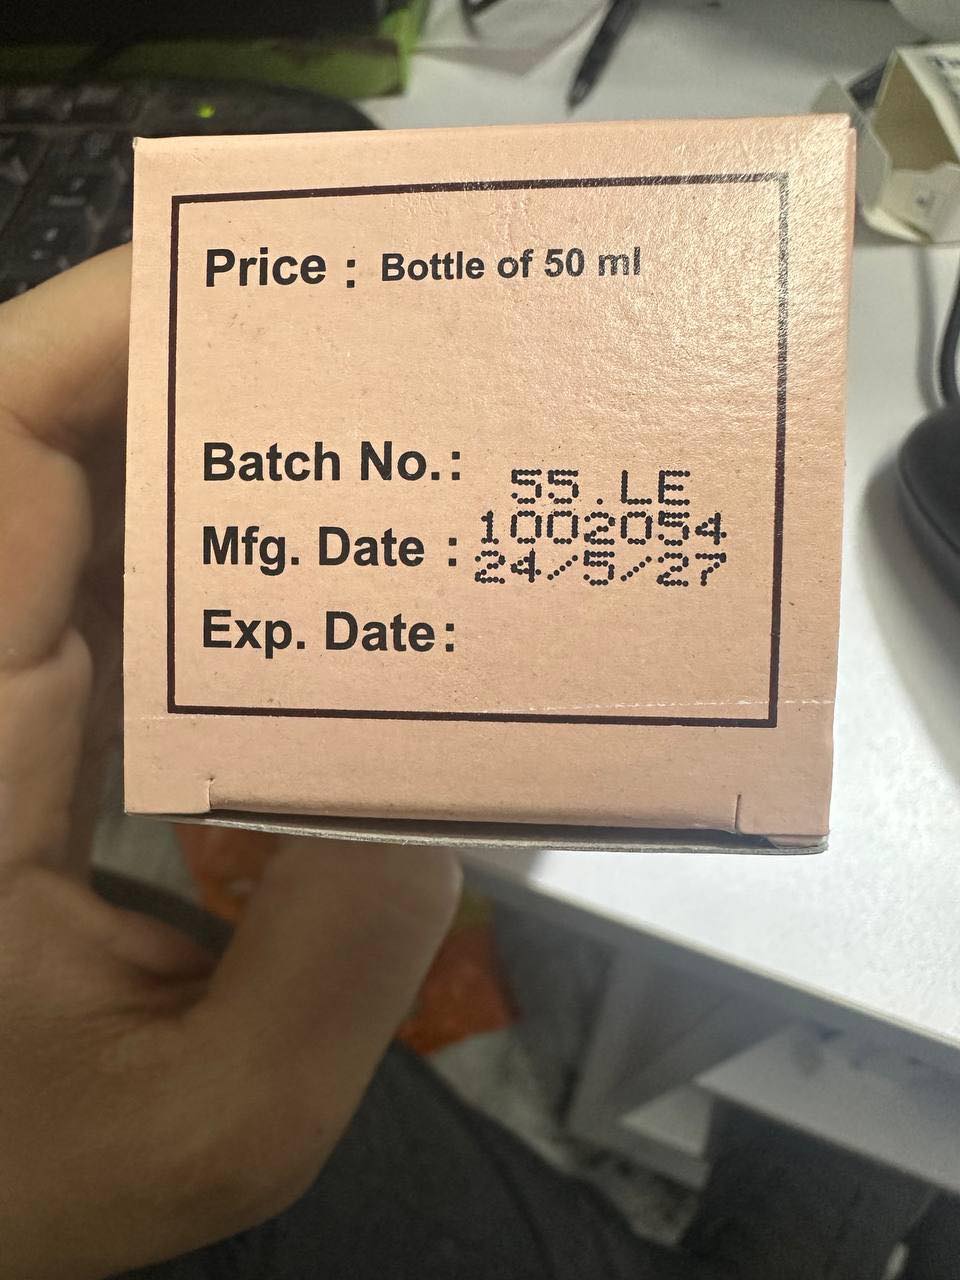 Price : Bottle of 50 ml
Batch No.: 55.LE
Mfg. Date : 1002054
24/5/27
Exp. Date: